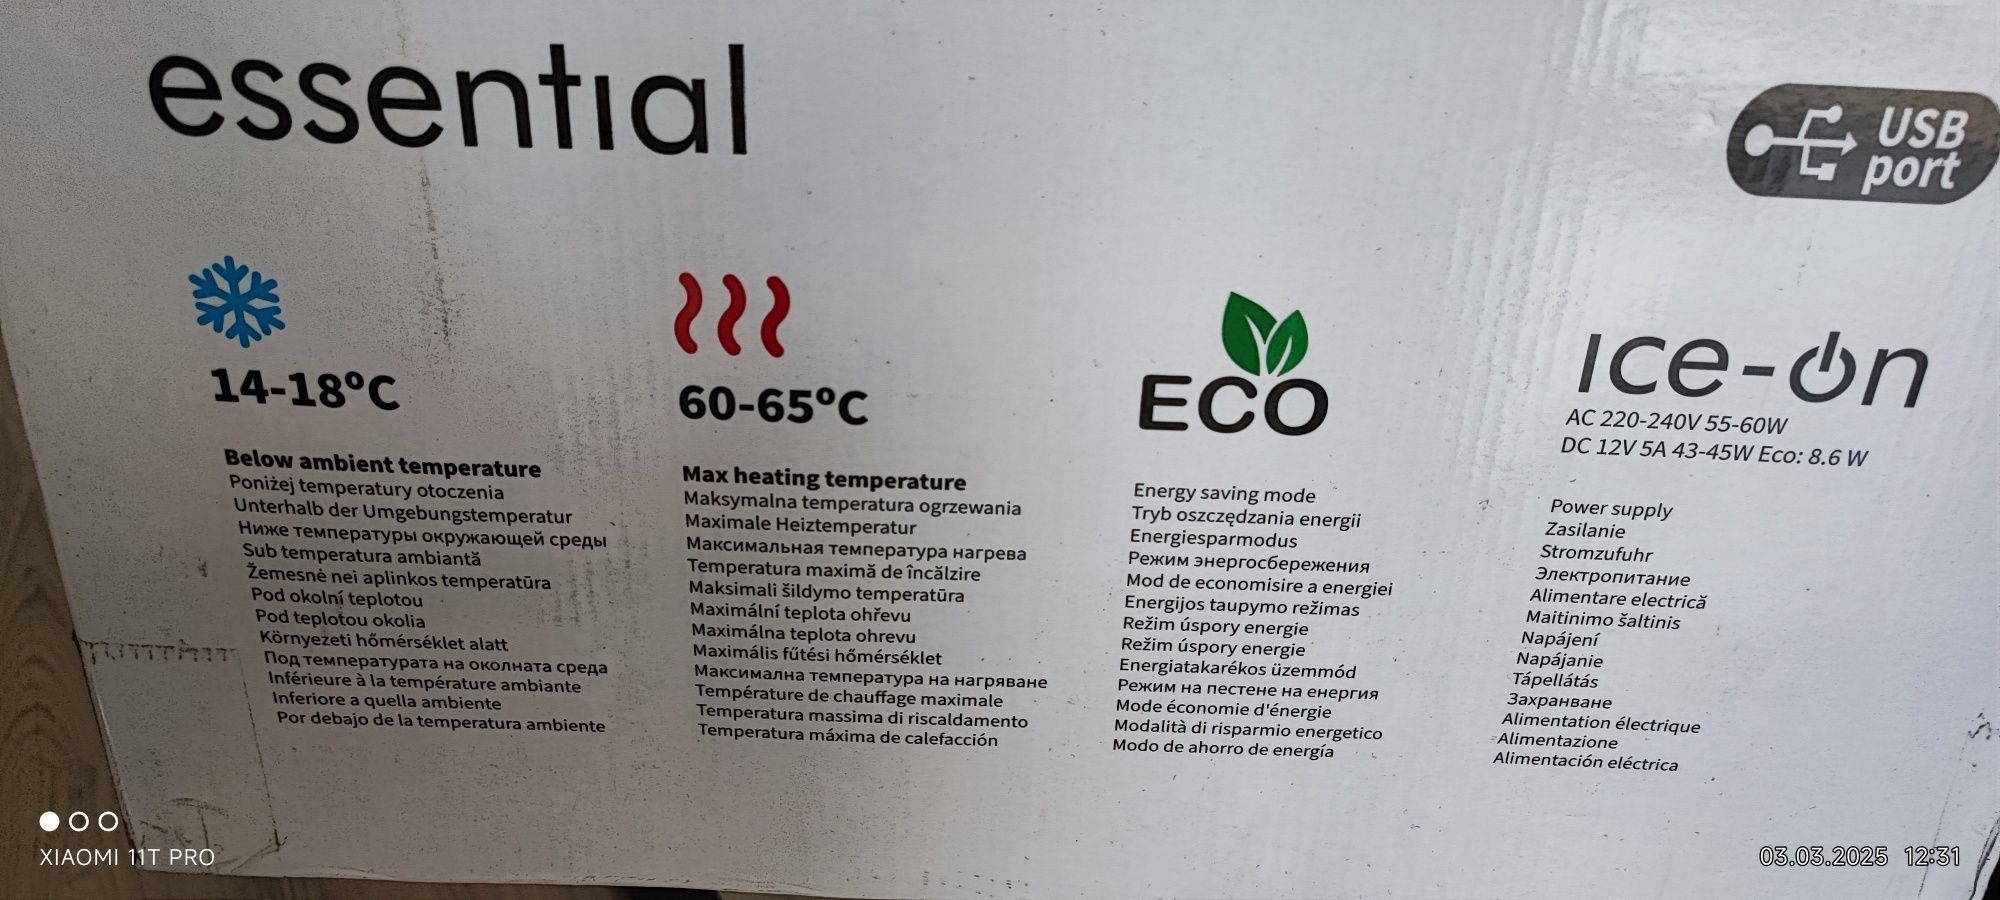 essential
USB
port
14-18ºC
Below ambient temperature
Poniżej temperatury otoczenia
Unterhalb der Umgebungstemperatur
Ниже температуры окружающей среды
Sub temperatura ambiantă
Žemesnė nei aplinkos temperatūra
Pod okolní teplotou
Pod teplotou okolia
Környezeti hőmérséklet alatt
Под температурата на околната среда
Inférieure à la température ambiante
Inferiore a quella ambiente
Por debajo de la temperatura ambiente
60-65ºC
Max heating temperature
Maksymalna temperatura ogrzewania
Maximale Heiztemperatur
Максимальная температура нагрева
Temperatura maximă de încălzire
Maksimali šildymo temperatūra
Maximální teplota ohřevu
Maximálna teplota ohrevu
Maximális fűtési hőmérséklet
Максимална температура на нагряване
Température de chauffage maximale
Temperatura massima di riscaldamento
Temperatura máxima de calefacción
ECO
Energy saving mode
Tryb oszczędzania energii
Energiesparmodus
Режим энергосбережения
Mod de economisire a energiei
Energijos taupymo režimas
Režim úspory energie
Režim úspory energie
Energiatakarékos üzemmód
Режим на пестене на енергия
Mode économie d'énergie
Modalità di risparmio energetico
Modo de ahorro de energía
ice-on
AC 220-240V 55-60W
DC 12V 5A 43-45W Eco: 8.6 W
Power supply
Zasilanie
Stromzufuhr
Электропитание
Alimentare electrică
Maitinimo šaltinis
Napájení
Napájanie
Tápellátás
Захранване
Alimentation électrique
Alimentazione
Alimentación eléctrica
XIAOMI 11T PRO
03.03.2025 12:31